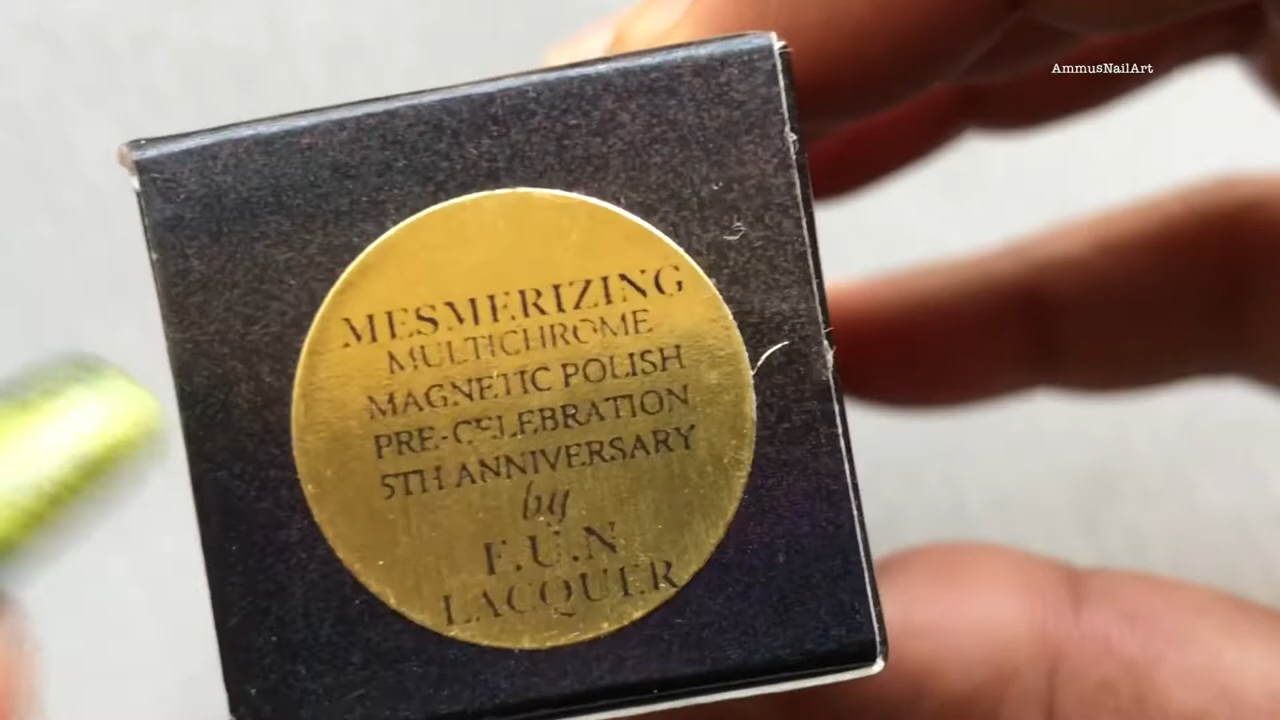 AmmusNailArt
MESMERIZING
MULTICHROME
MAGNETIC POLISH
PRE-CELEBRATION
5TH ANNIVERSARY
by
F.U.N
LACQUER